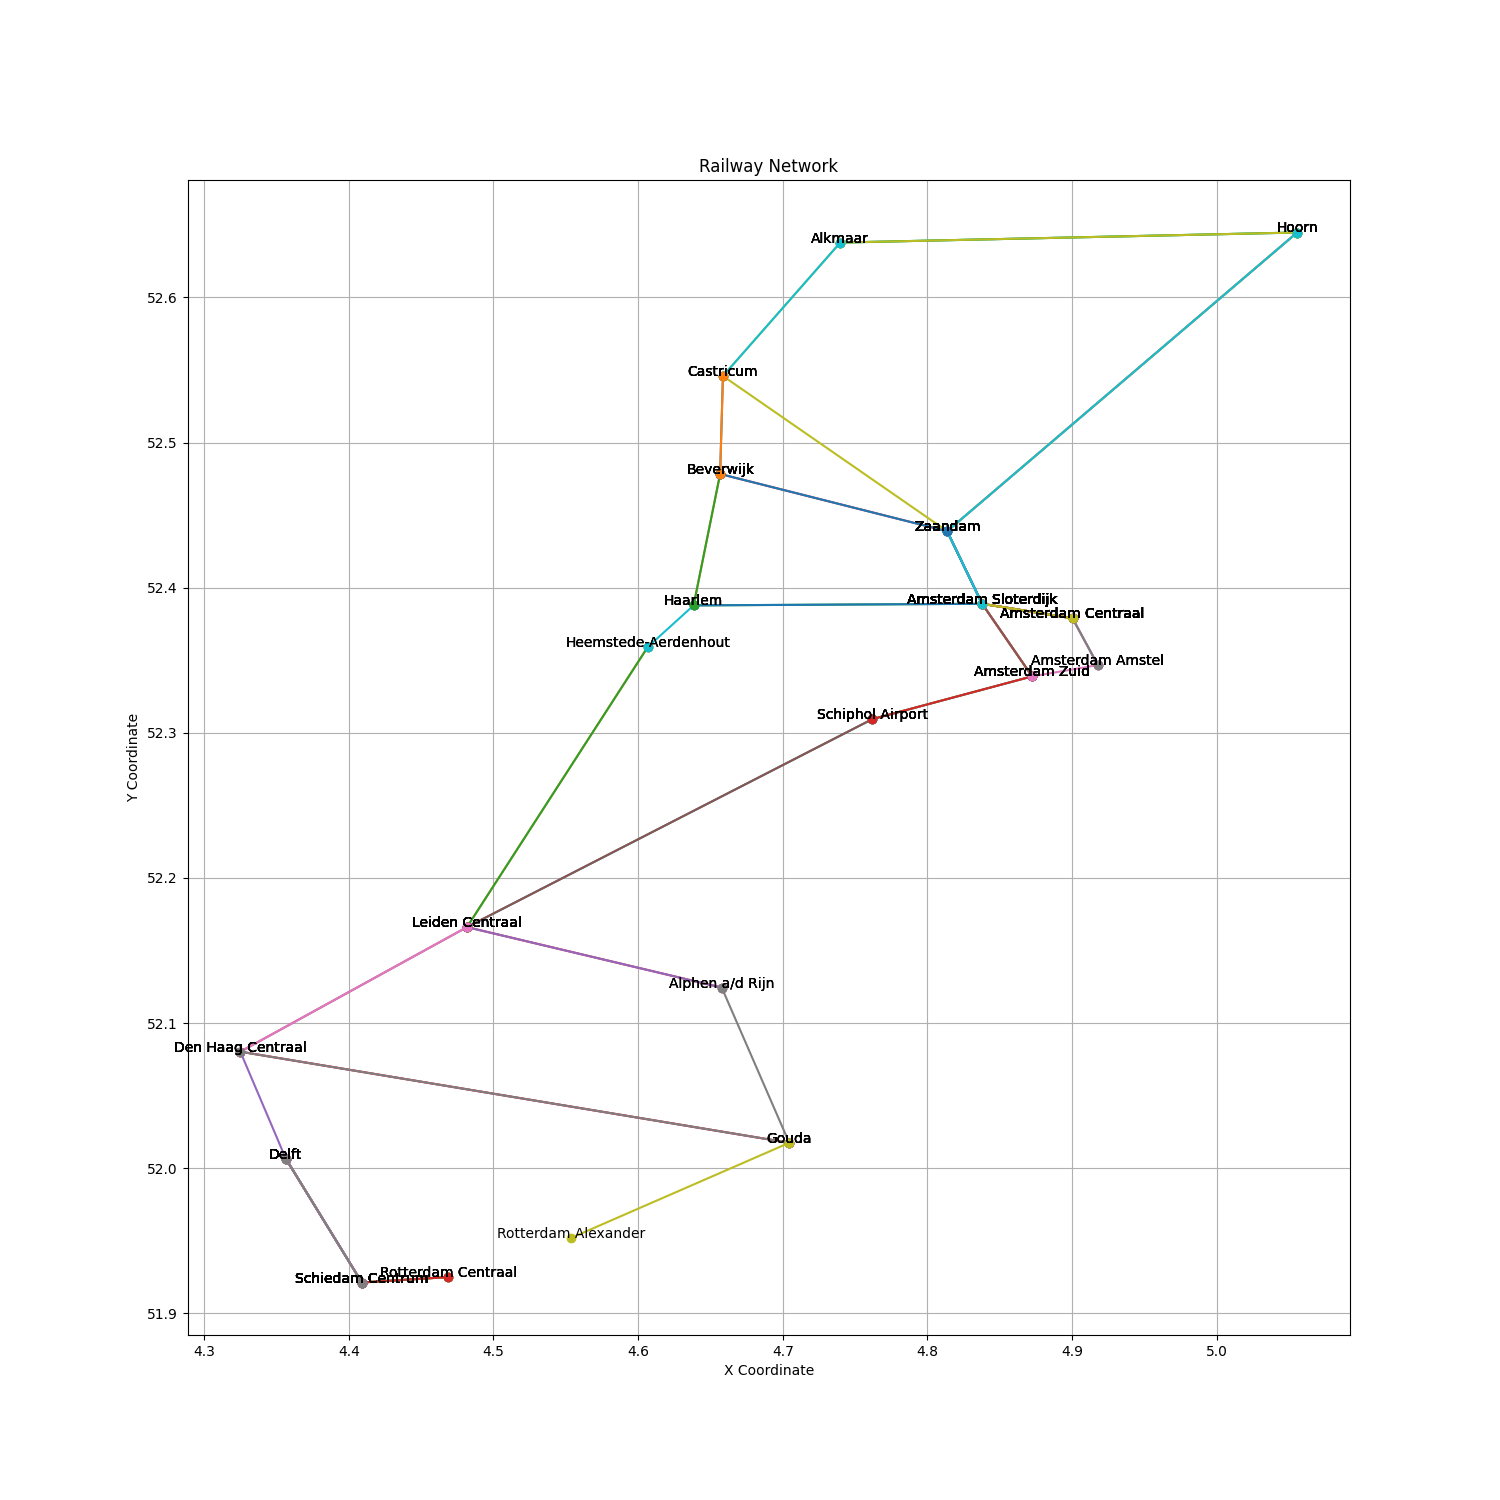 Railway Network
Hoorn
Alkmaar
52.6
Castricum
52.5
Beverwijk
Zaandam
52.4
Haarlem
Amsterdam Sloterdijk
Amsterdam Centraal
Heemstede-Aerdenhout
Amsterdam Amstel
Amsterdam Zuid
Schiphol Airport
52.3
Y Coordinate
52.2
Leiden Centraal
Alphen a/d Rijn
52.1
Den Haag Centraal
Gouda
52.0
Delft
Rotterdam Alexander
Rotterdam Centraal
Schiedam Centrum
51.9
4.3 4.4 4.5 4.6 4.7 4.8 4.9 5.0
X Coordinate